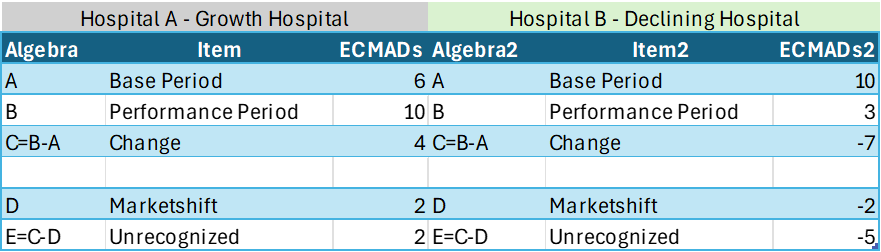 Hospital A - Growth Hospital Hospital B - Declining Hospital
Algebra Item ECMADs Algebra2 Item2 ECMADs2
A Base Period 6 A Base Period 10
B Performance Period 10 B Performance Period 3
C=B-A Change 4 C=B-A Change -7
D Marketshift 2 D Marketshift -2
E=C-D Unrecognized 2 E=C-D Unrecognized -5